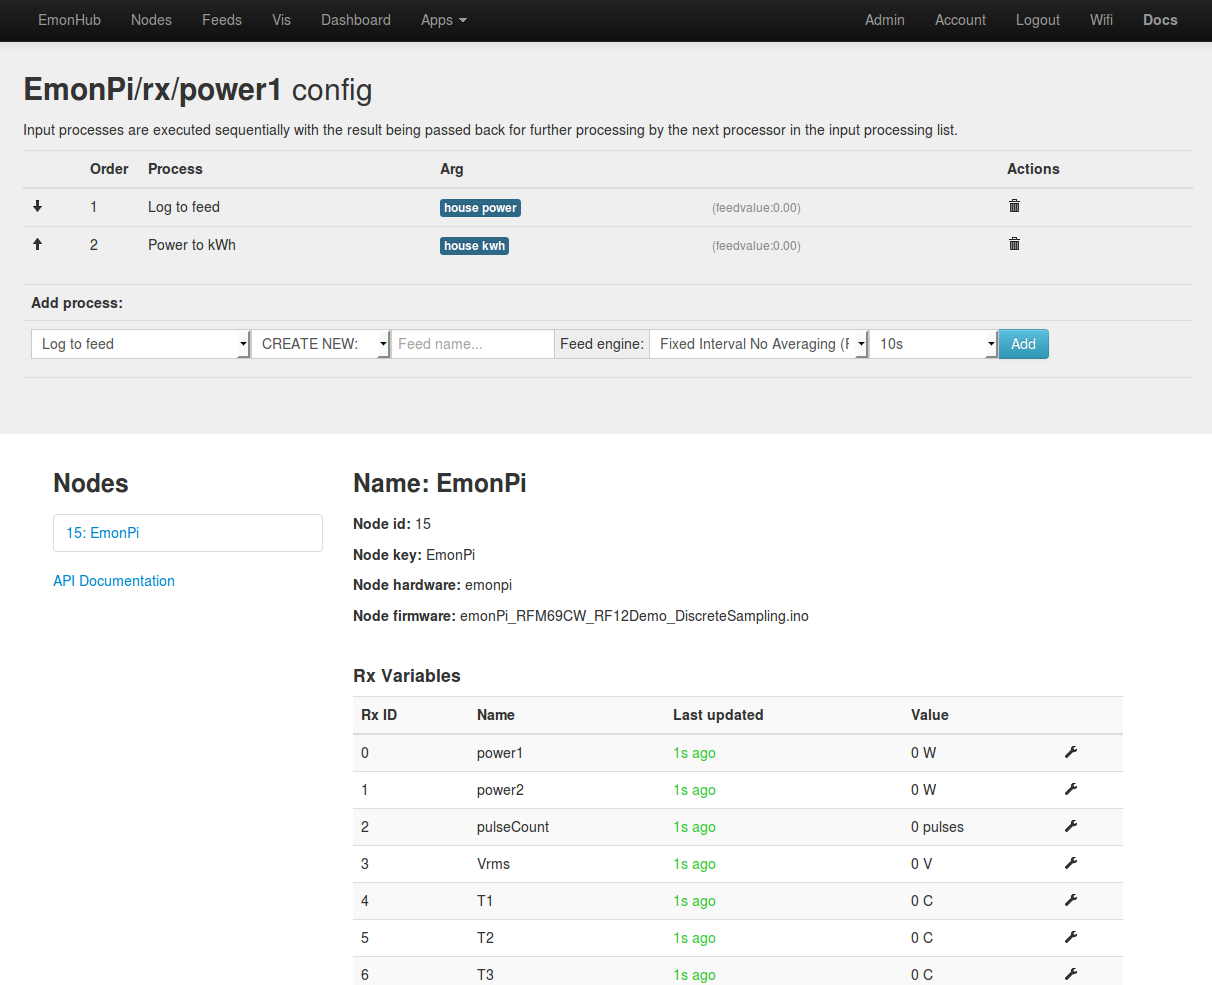 EmonHub Nodes Feeds Vis Dashboard Apps Admin Account Logout Wifi Docs
EmonPi/rx/power1 config
Input processes are executed sequentially with the result being passed back for further processing by the next processor in the input processing list.
Order Process Arg Actions
1 Log to feed house power (feedvalue:0.00)
2 Power to kWh house kwh (feedvalue:0.00)
Add process:
Log to feed CREATE NEW: Feed name... Feed engine: Fixed Interval No Averaging (F 10s Add
Nodes
15: EmonPi
API Documentation
Name: EmonPi
Node id: 15
Node key: EmonPi
Node hardware: emonpi
Node firmware: emonPi_RFM69CW_RF12Demo_DiscreteSampling.ino
Rx Variables
Rx ID Name Last updated Value
0 power1 1s ago 0 W
1 power2 1s ago 0 W
2 pulseCount 1s ago 0 pulses
3 Vrms 1s ago 0 V
4 T1 1s ago 0 C
5 T2 1s ago 0 C
6 T3 1s ago 0 C